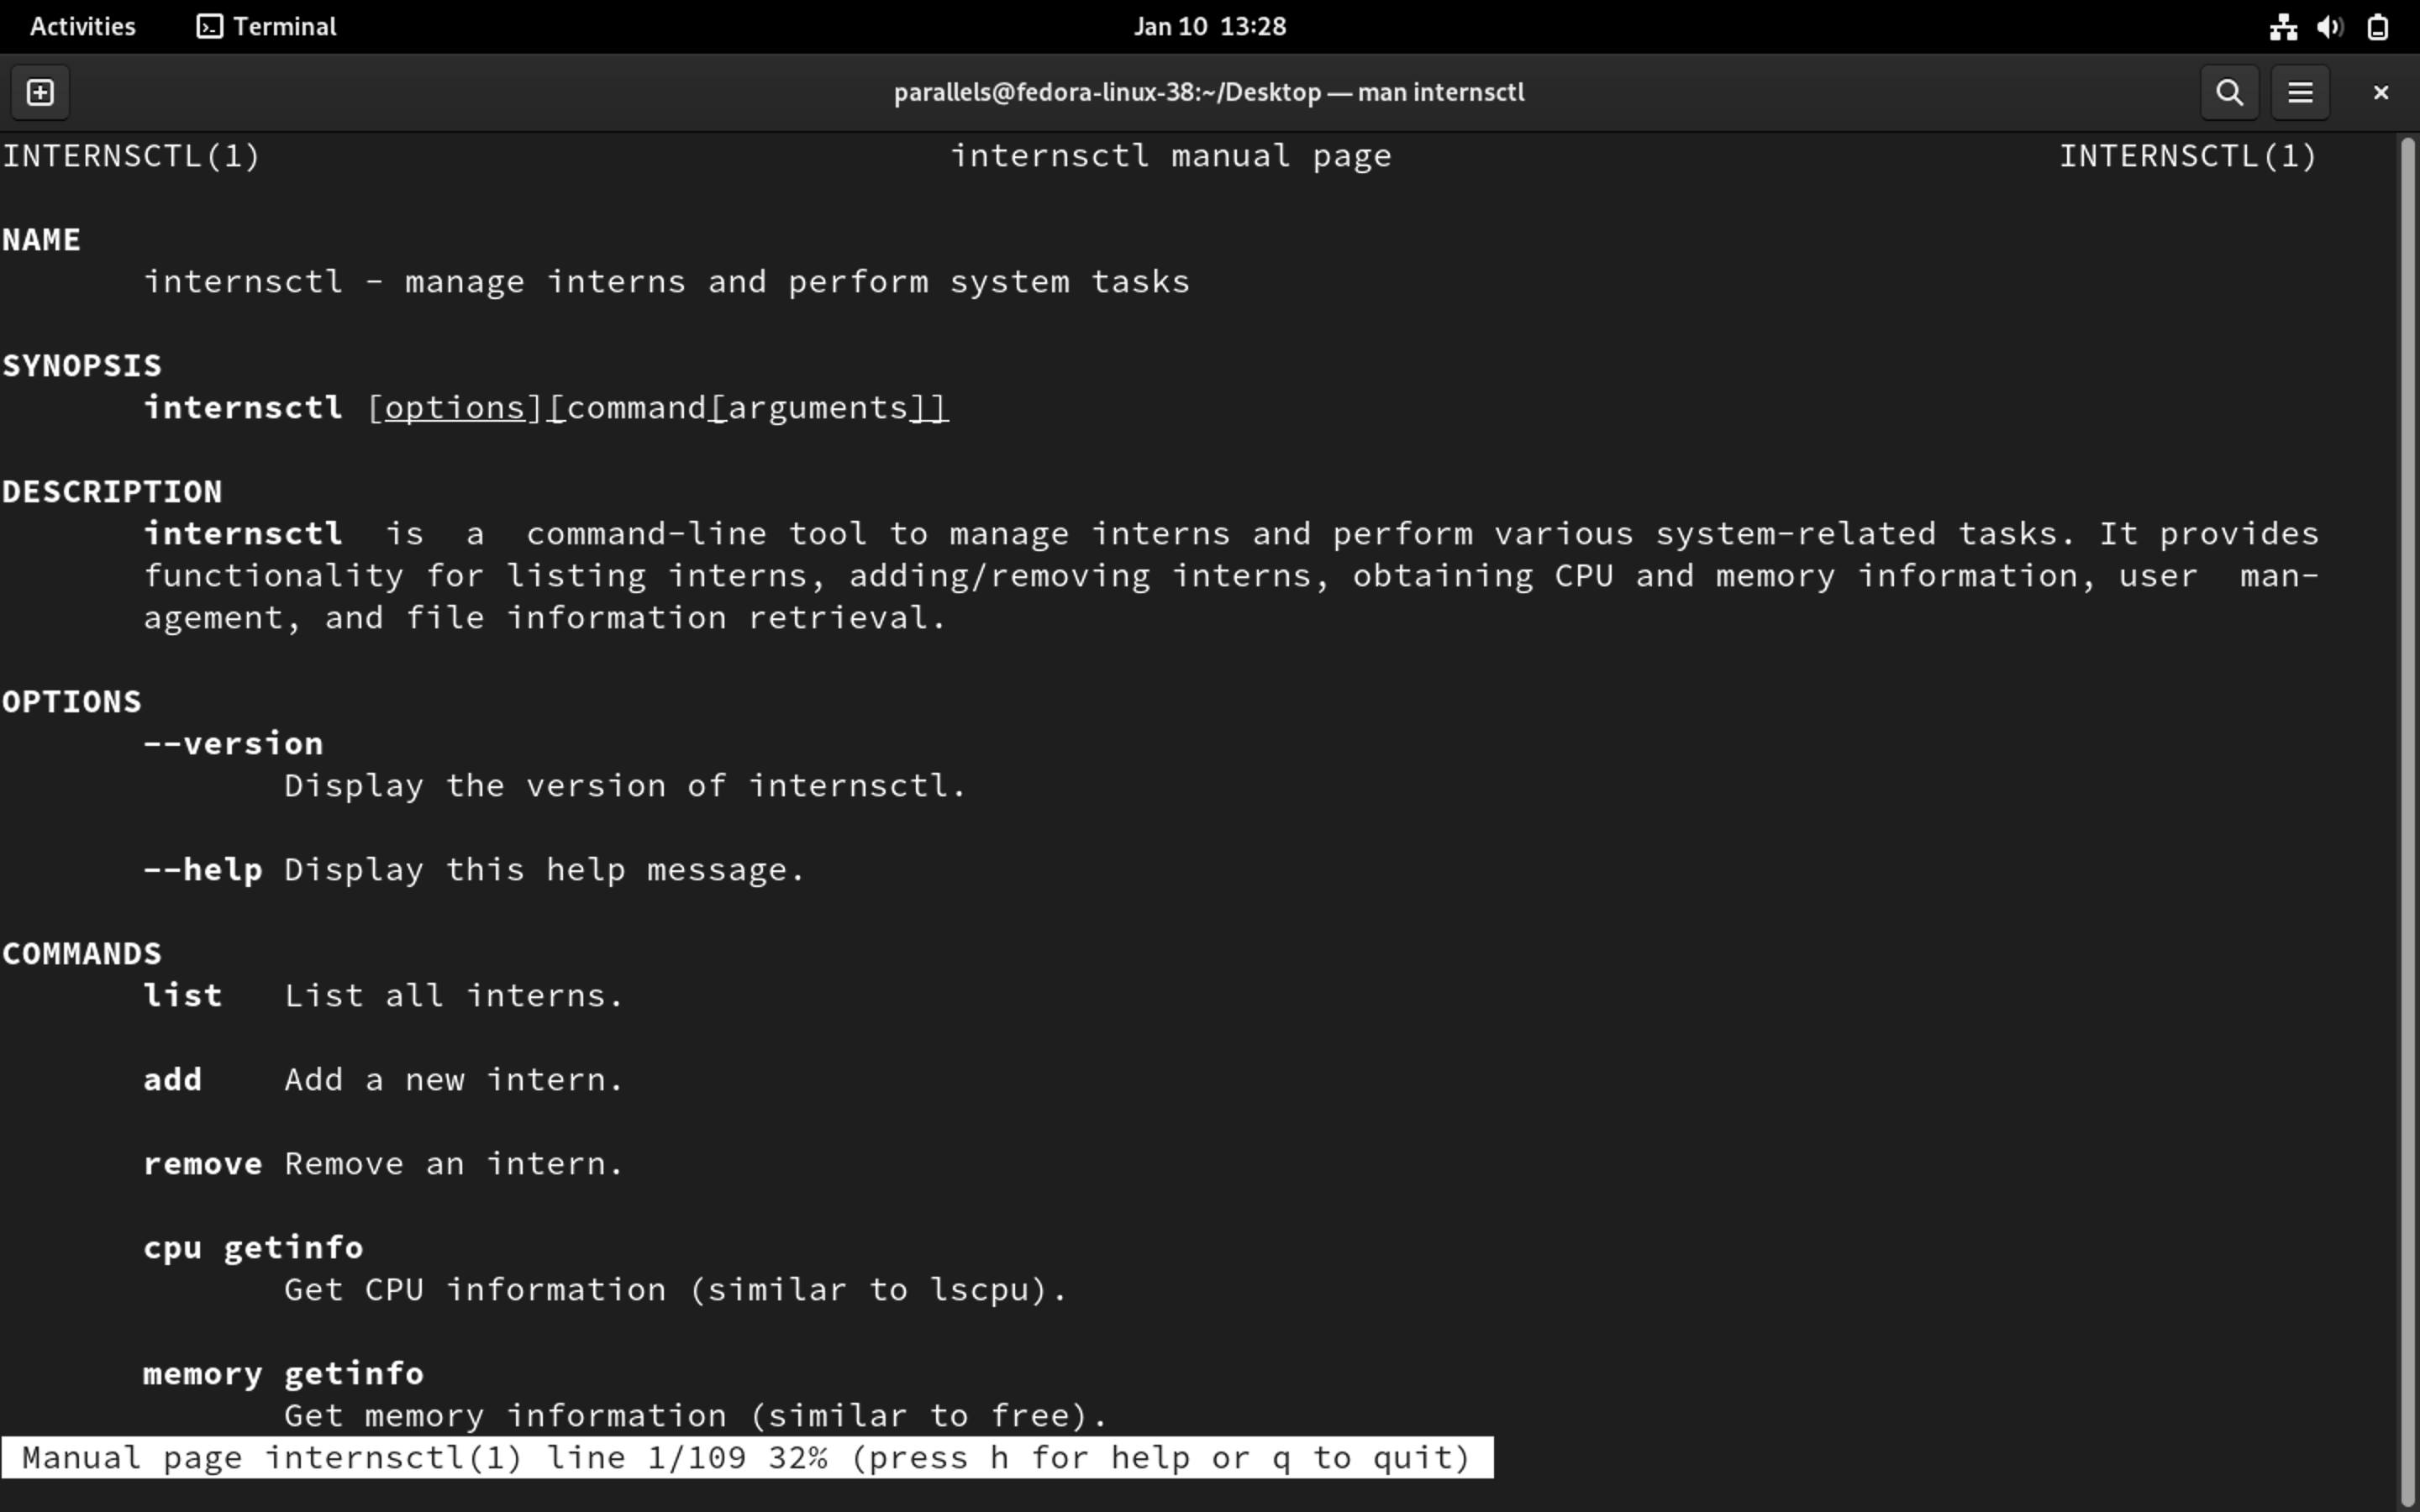 Activities Terminal Jan 10 13:28
parallels@fedora-linux-38:~/Desktop — man internsctl
INTERNSCTL(1) internsctl manual page INTERNSCTL(1)
NAME
internsctl - manage interns and perform system tasks
SYNOPSIS
internsctl [options][command[arguments]]
DESCRIPTION
internsctl is a command-line tool to manage interns and perform various system-related tasks. It provides
functionality for listing interns, adding/removing interns, obtaining CPU and memory information, user man-
agement, and file information retrieval.
OPTIONS
--version
Display the version of internsctl.
--help Display this help message.
COMMANDS
list List all interns.
add Add a new intern.
remove Remove an intern.
cpu getinfo
Get CPU information (similar to lscpu).
memory getinfo
Get memory information (similar to free).
Manual page internsctl(1) line 1/109 32% (press h for help or q to quit)